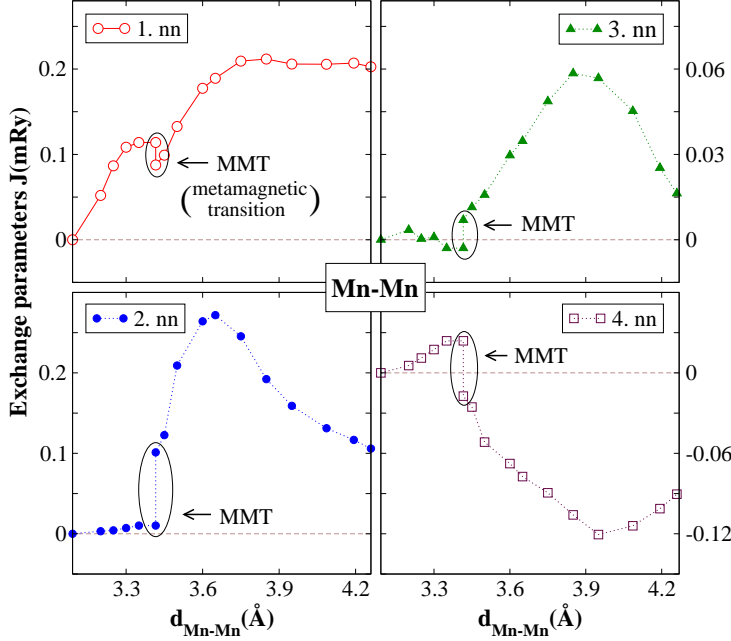 1. nn
3. nn
0.2
0.1
0
MMT
(metamagnetic
transition)
MMT
0.06
0.03
0
Mn-Mn
Exchange parameters J(mRy)
2. nn
4. nn
0.2
0.1
0
MMT
MMT
0
-0.06
-0.12
3.3 3.6 3.9 4.2
3.3 3.6 3.9 4.2
d_Mn-Mn(Å)
d_Mn-Mn(Å)